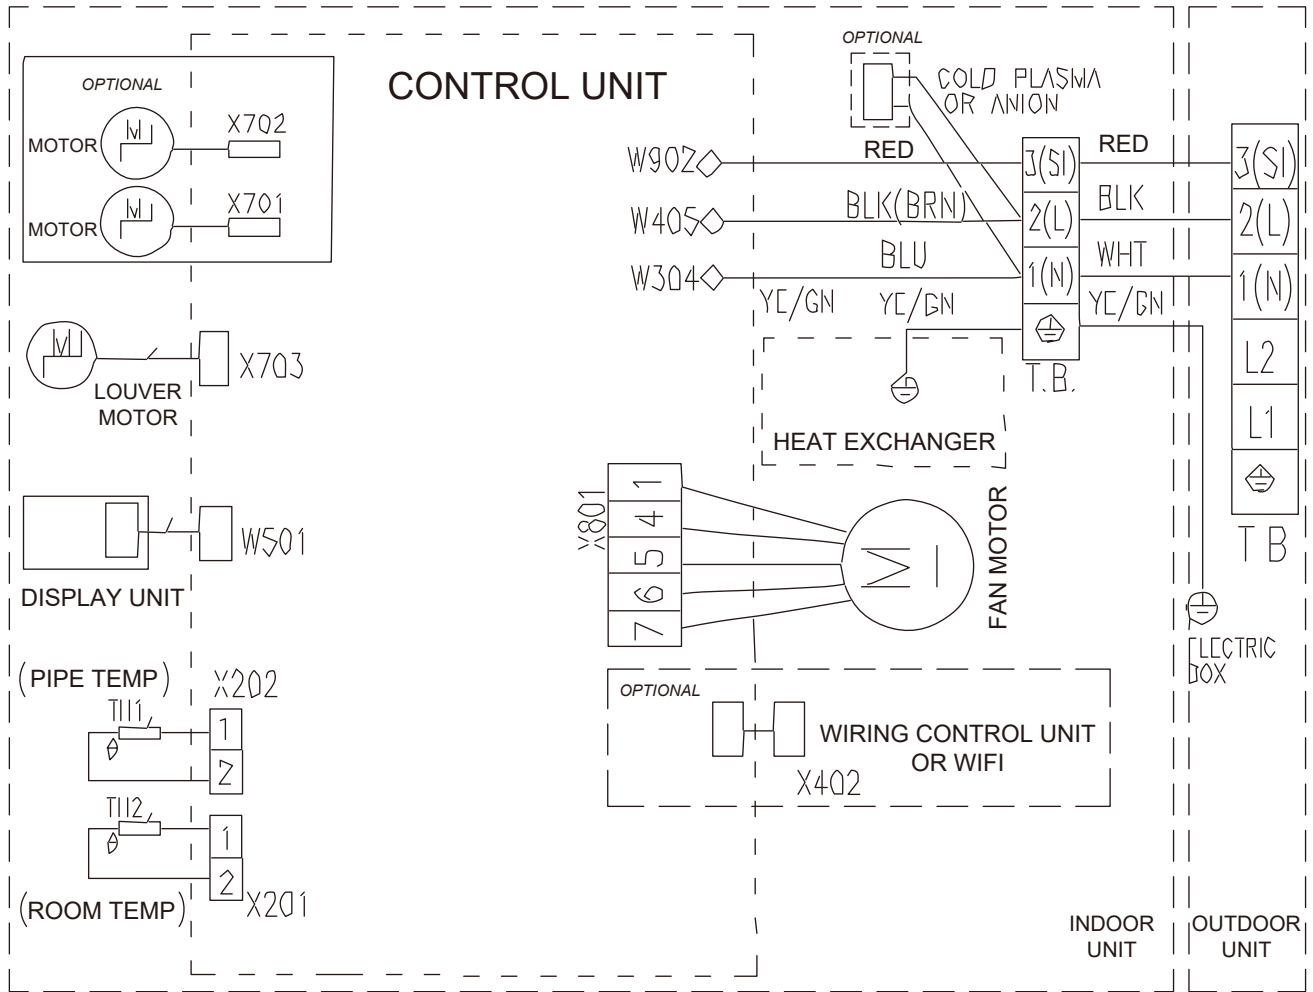 OPTIONAL
CONTROL UNIT
OPTIONAL
COLD PLASMA
OR ANION
MOTOR
X702
MOTOR
X701
W902
RED
3(SI)
RED
3(SI)
W405
BLK(BRN)
2(L)
BLK
2(L)
W304
BLU
1(N)
WHT
1(N)
YE/GN
YE/GN
YE/GN
T.B.
L2
L1
T B
LOUVER
MOTOR
X703
HEAT EXCHANGER
X801
1
4
5
6
7
M
FAN MOTOR
DISPLAY UNIT
W501
ELECTRIC
BOX
(PIPE TEMP)
X202
TH1
1
2
TH2
1
2
X201
(ROOM TEMP)
OPTIONAL
WIRING CONTROL UNIT
OR WIFI
X402
INDOOR
UNIT
OUTDOOR
UNIT